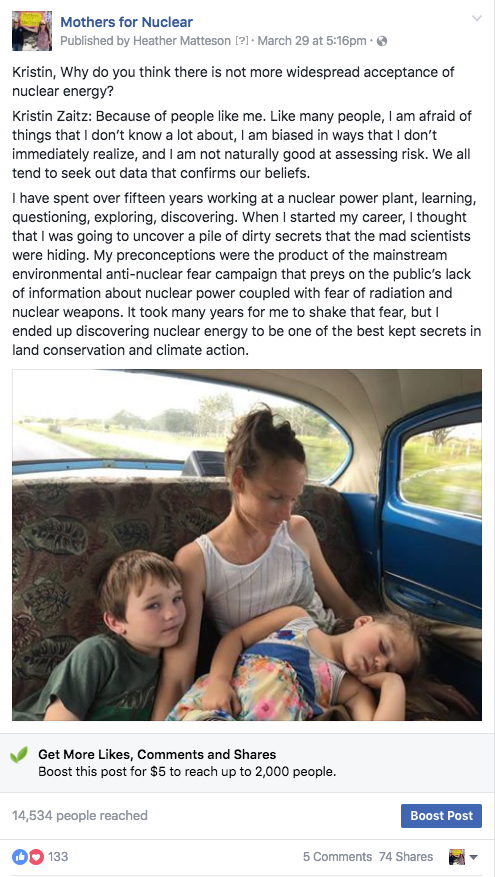 Mothers for Nuclear
Published by Heather Matteson [?] · March 29 at 5:16pm ·
Kristin, Why do you think there is not more widespread acceptance of
nuclear energy?
Kristin Zaitz: Because of people like me. Like many people, I am afraid of
things that I don't know a lot about, I am biased in ways that I don't
immediately realize, and I am not naturally good at assessing risk. We all
tend to seek out data that confirms our beliefs.
I have spent over fifteen years working at a nuclear power plant, learning,
questioning, exploring, discovering. When I started my career, I thought
that I was going to uncover a pile of dirty secrets that the mad scientists
were hiding. My preconceptions were the product of the mainstream
environmental anti-nuclear fear campaign that preys on the public's lack
of information about nuclear power coupled with fear of radiation and
nuclear weapons. It took many years for me to shake that fear, but I
ended up discovering nuclear energy to be one of the best kept secrets in
land conservation and climate action.
Get More Likes, Comments and Shares
Boost this post for $5 to reach up to 2,000 people.
14,534 people reached
Boost Post
133
5 Comments 74 Shares